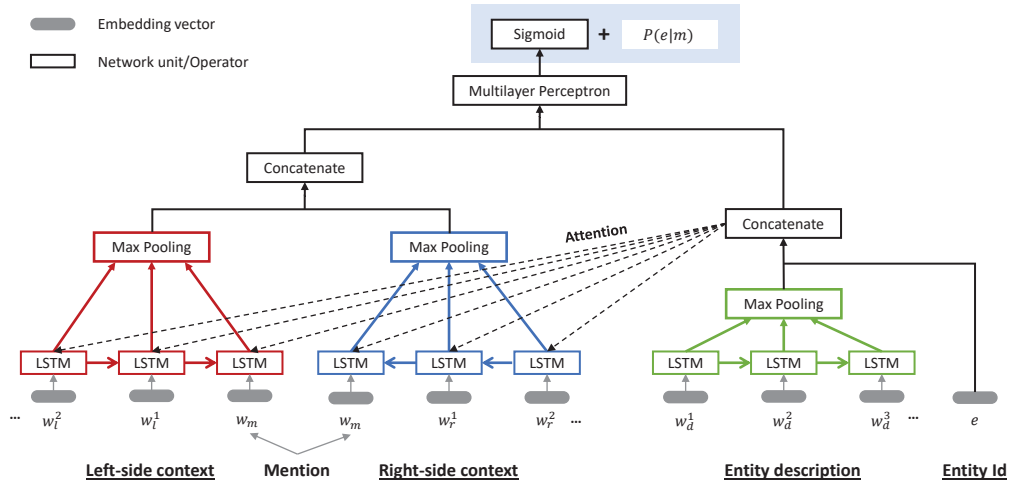 Embedding vector
Network unit/Operator
Sigmoid + P(e|m)
Multilayer Perceptron
Concatenate
Concatenate
Attention
Max Pooling
Max Pooling
Max Pooling
LSTM LSTM LSTM LSTM LSTM LSTM LSTM LSTM LSTM
... w_l^2 w_l^1 w_m w_m w_r^1 w_r^2 ... w_d^1 w_d^2 w_d^3 ... e
Left-side context Mention Right-side context Entity description Entity Id